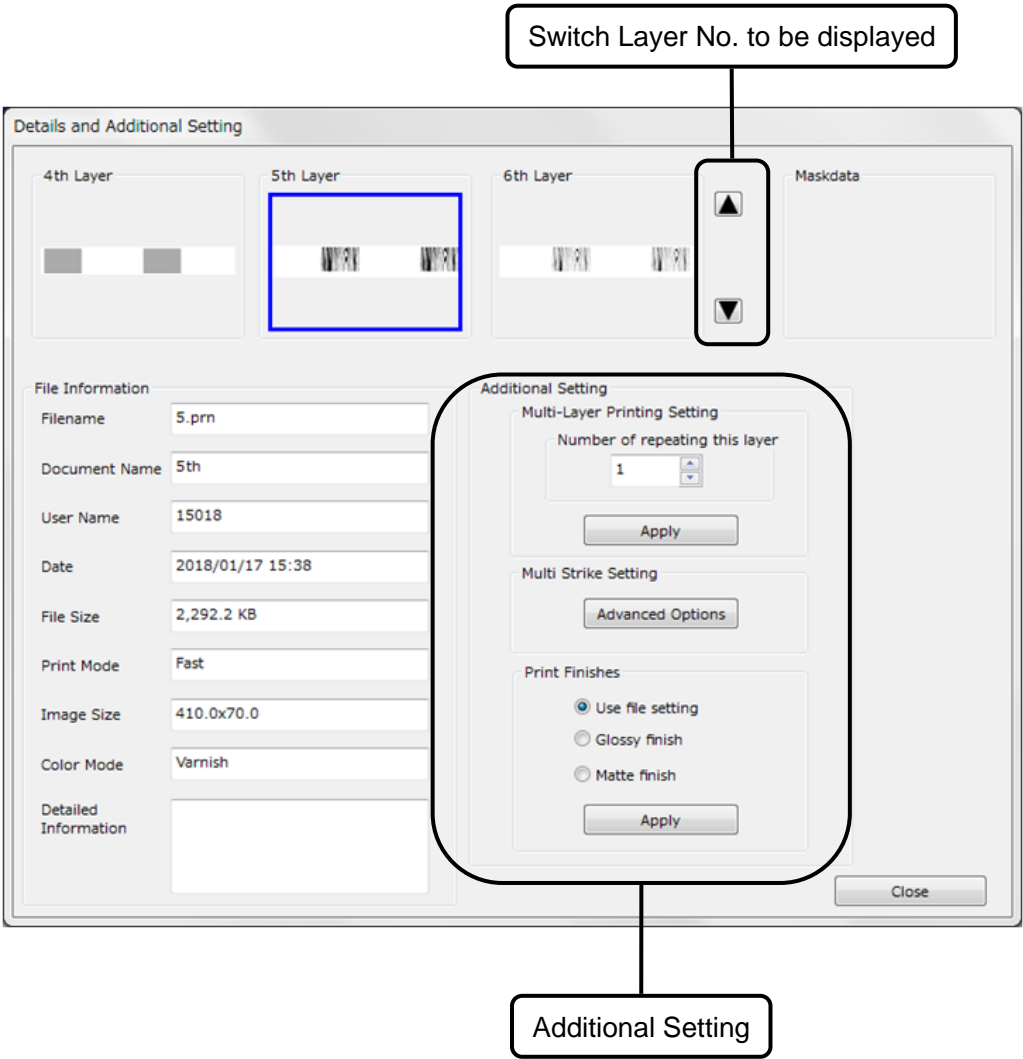 Switch Layer No. to be displayed
Details and Additional Setting
4th Layer
5th Layer
6th Layer
Maskdata
File Information
Filename
5.prn
Document Name
5th
User Name
15018
Date
2018/01/17 15:38
File Size
2,292.2 KB
Print Mode
Fast
Image Size
410.0x70.0
Color Mode
Varnish
Detailed
Information
Additional Setting
Multi-Layer Printing Setting
Number of repeating this layer
1
Apply
Multi Strike Setting
Advanced Options
Print Finishes
Use file setting
Glossy finish
Matte finish
Apply
Close
Additional Setting